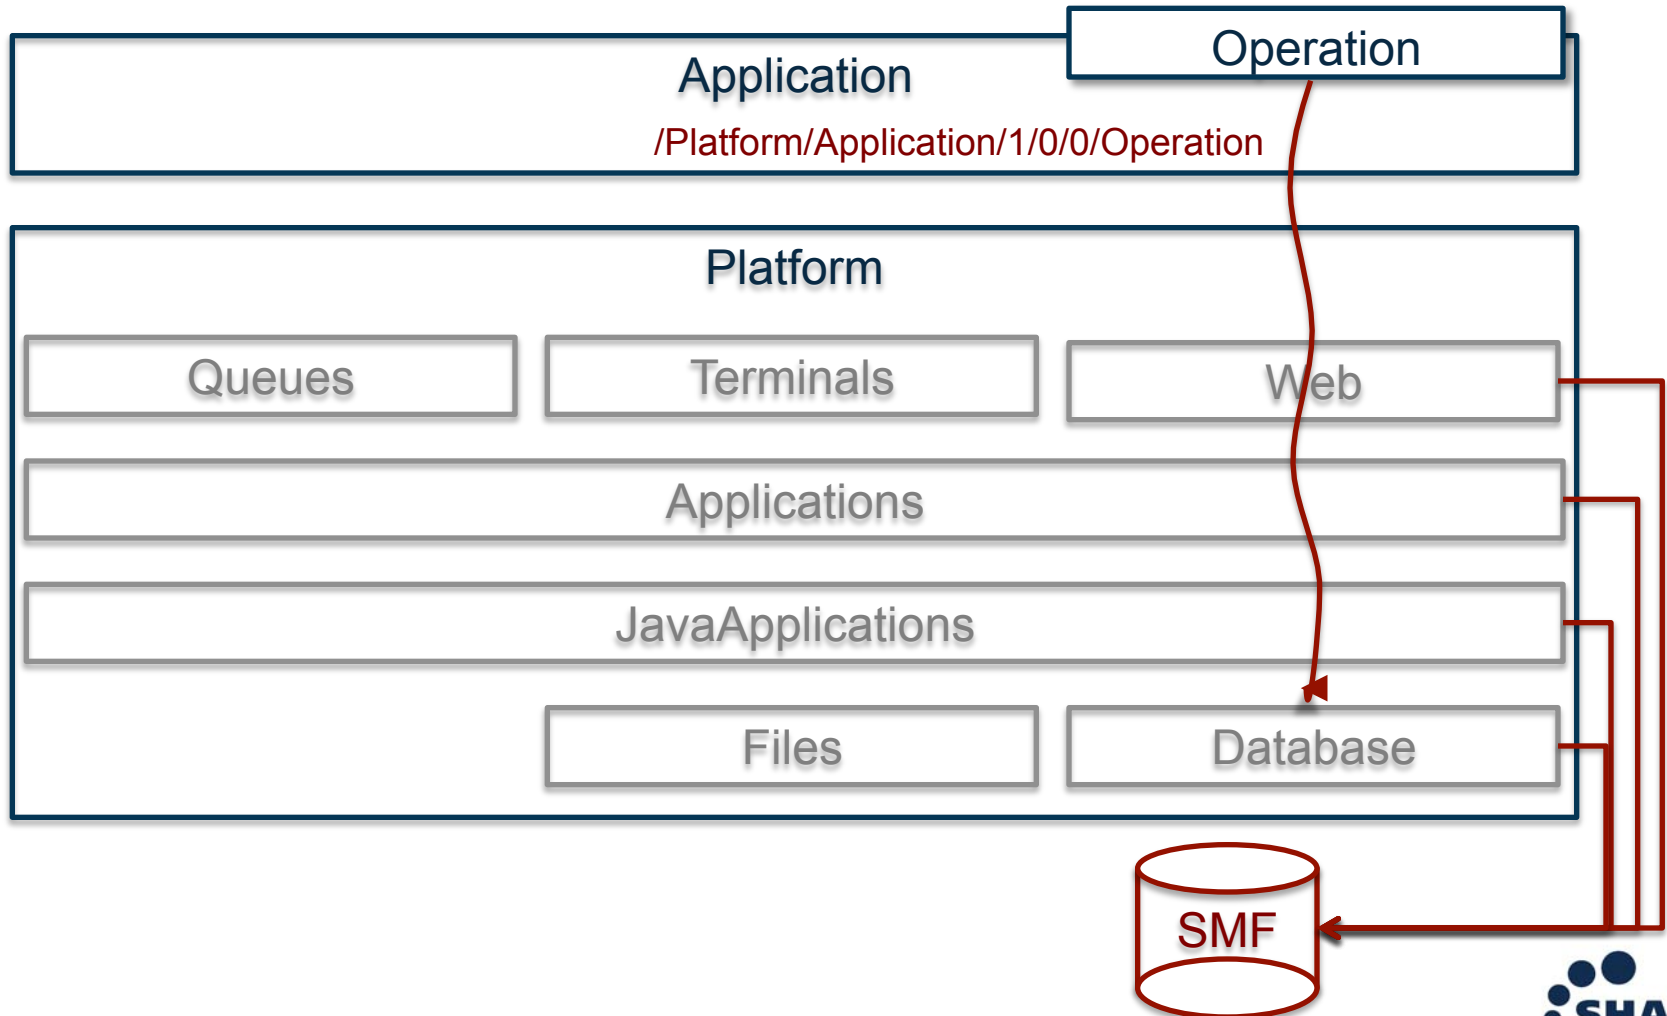 Operation
Application
/Platform/Application/1/0/0/Operation
Platform
Queues
Terminals
Web
Applications
JavaApplications
Files
Database
SMF